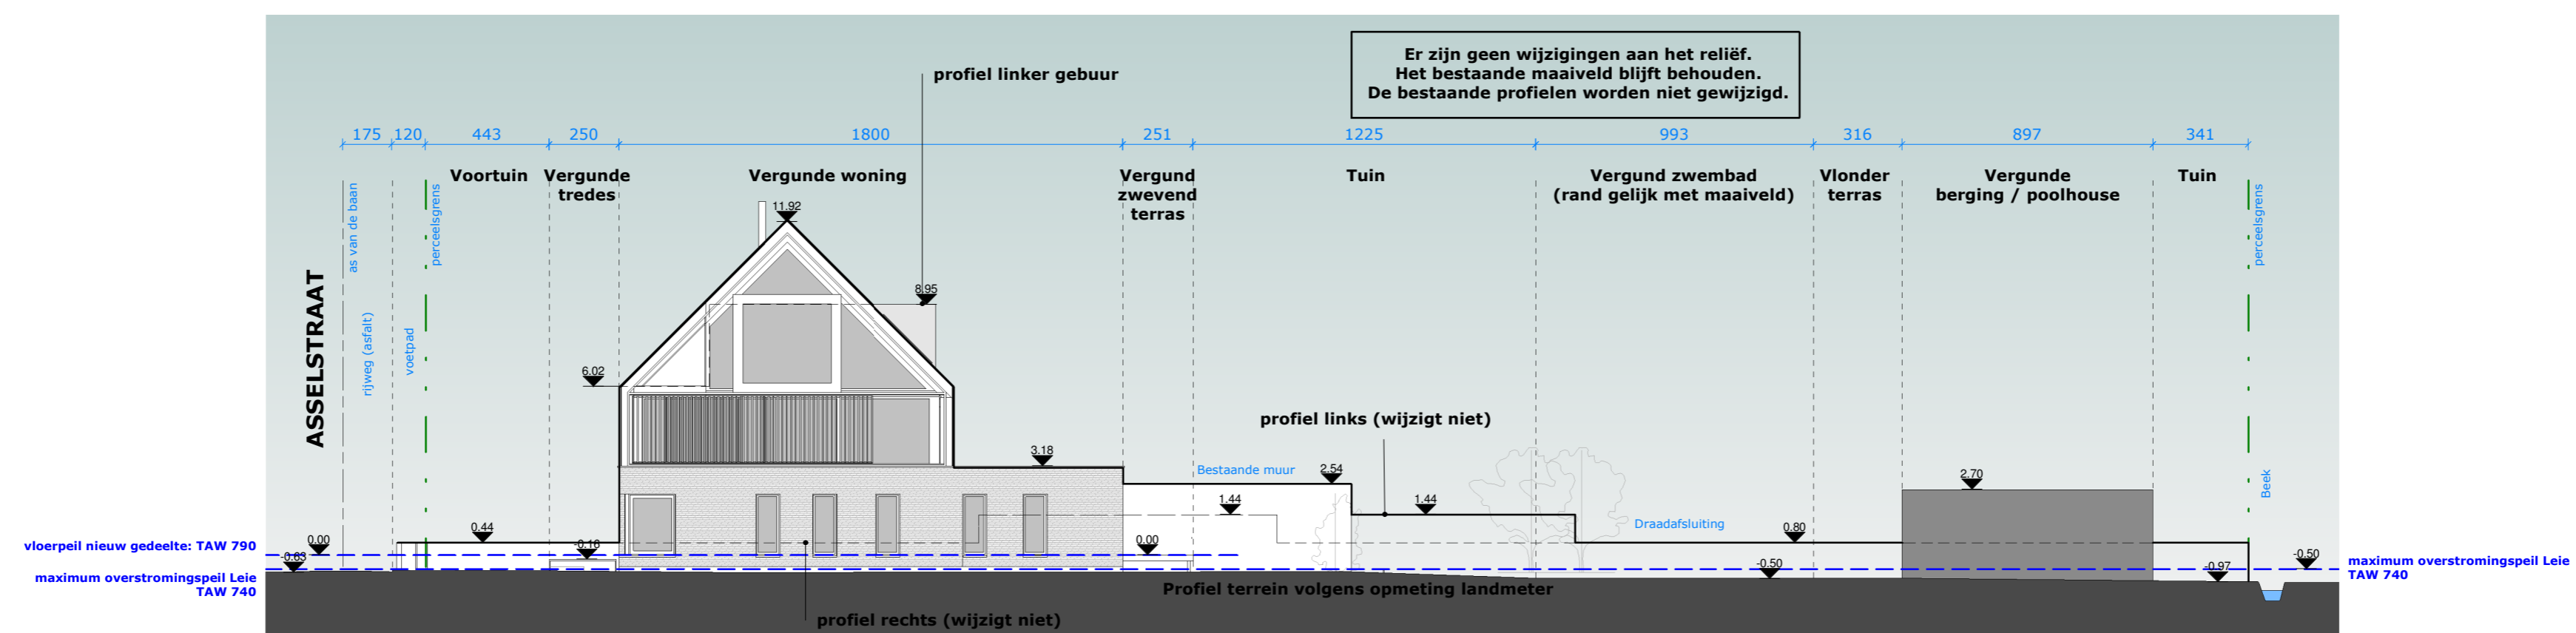 Er zijn geen wijzigingen aan het reliëf.
Het bestaande maaiveld blijft behouden.
De bestaande profielen worden niet gewijzigd.
profiel linker gebuur
175 120 443 250 1800 251 1225 993 316 897 341
Voortuin
Vergunde
tredes
Vergunde woning
Vergund
zwevend
terras
Tuin
Vergund zwembad
(rand gelijk met maaiveld)
Vlonder
terras
Vergunde
berging / poolhouse
Tuin
as van de baan
perceelsgrens
perceelsgrens
11.92
8.95
ASSELSTRAAT
rijweg (asfalt)
voetpad
6.02
profiel links (wijzigt niet)
3.18
Bestaande muur
2.54
2.70
Beek
1.44
1.44
Draadafsluiting
0.44
0.80
vloerpeil nieuw gedeelte: TAW 790
0.00
-0.16
0.00
-0.63
-0.50
-0.97
-0.50
maximum overstromingspeil Leie
TAW 740
maximum overstromingspeil Leie
TAW 740
Profiel terrein volgens opmeting landmeter
profiel rechts (wijzigt niet)